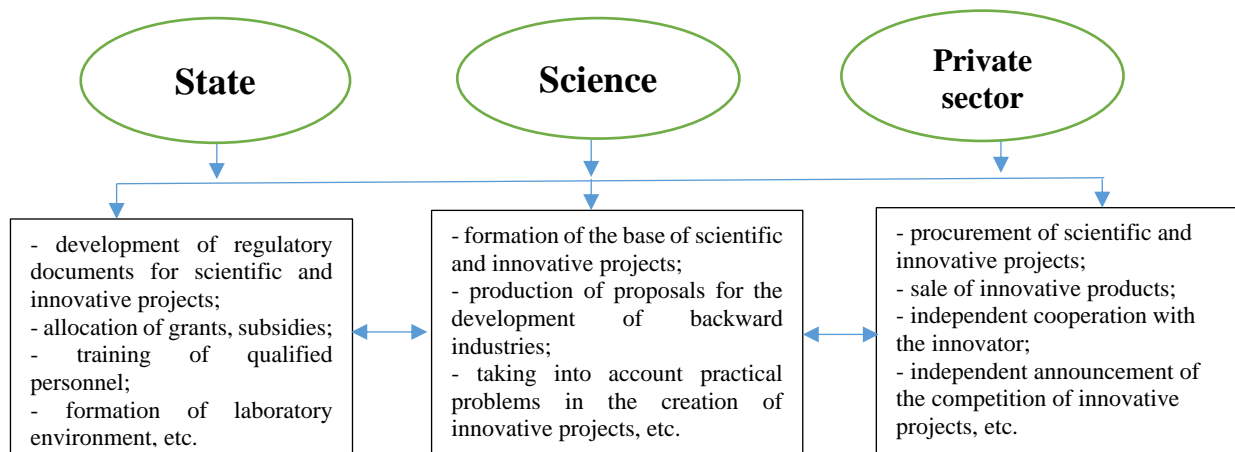 State
Science
Private
sector
- development of regulatory
documents for scientific and
innovative projects;
- allocation of grants, subsidies;
- training of qualified
personnel;
- formation of laboratory
environment, etc.
- formation of the base of scientific
and innovative projects;
- production of proposals for the
development of backward
industries;
- taking into account practical
problems in the creation of
innovative projects, etc.
- procurement of scientific and
innovative projects;
- sale of innovative products;
- independent cooperation with
the innovator;
- independent announcement of
the competition of innovative
projects, etc.